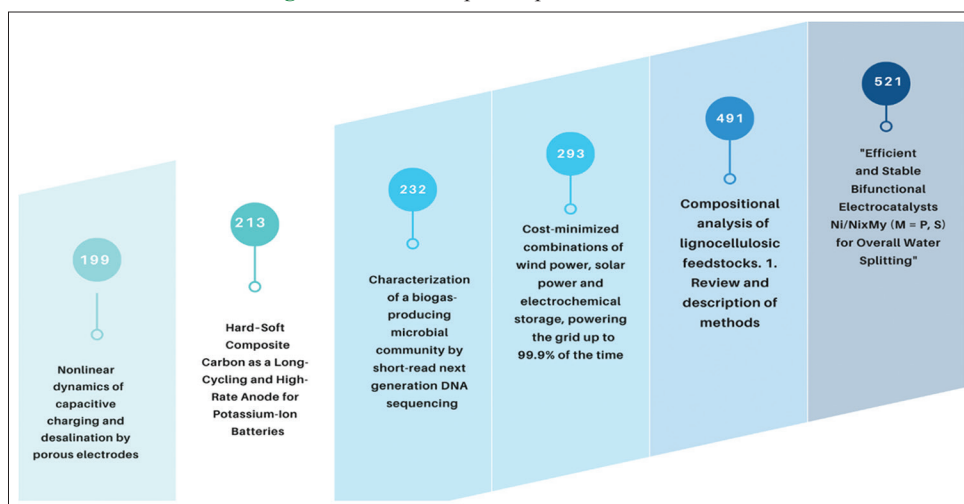 199
Nonlinear
dynamics of
capacitive
charging and
desalination by
porous electrodes
213
Hard-Soft
Composite
Carbon as a Long-
Cycling and High-
Rate Anode for
Potassium-Ion
Batteries
232
Characterization
of a biogas-
producing
microbial
community by
short-read next
generation DNA
sequencing
293
Cost-minimized
combinations of
wind power, solar
power and
electrochemical
storage, powering
the grid up to
99.9% of the time
491
Compositional
analysis of
lignocellulosic
feedstocks. 1.
Review and
description of
methods
521
"Efficient
and Stable
Bifunctional
Electrocatalysts
Ni/NixMy (M = P, S)
for Overall Water
Splitting"